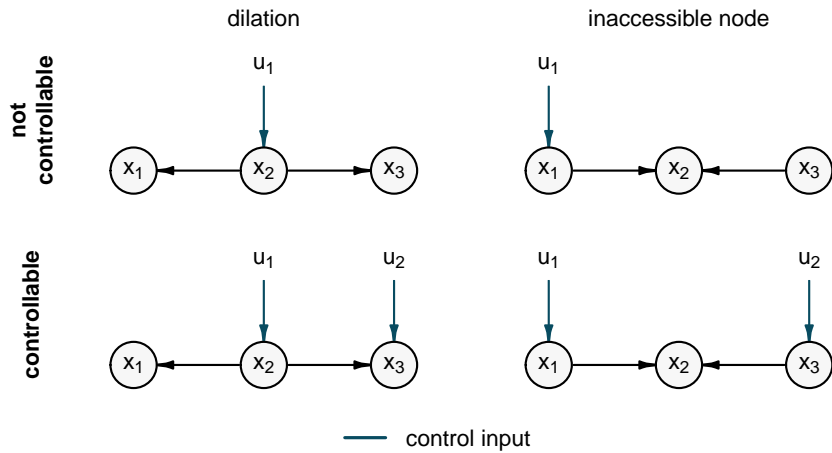 dilation
inaccessible node
not
controllable
u1
u1
x1 x2 x3
x1 x2 x3
controllable
u1 u2
u1 u2
x1 x2 x3
x1 x2 x3
control input